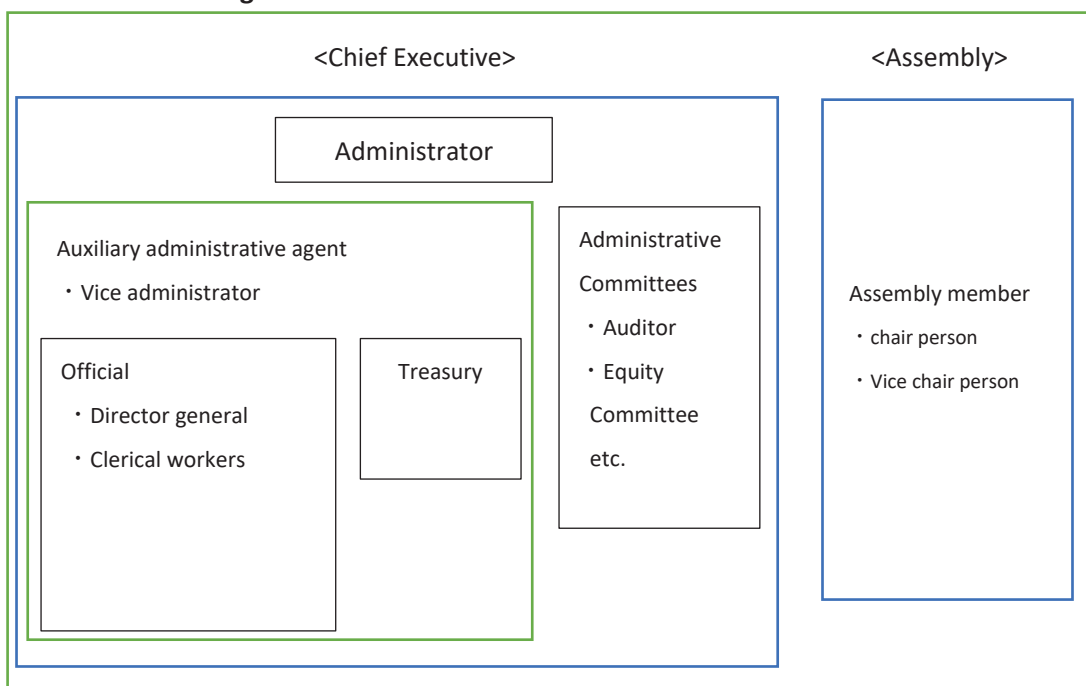 <Chief Executive>
<Assembly>
Administrator
Auxiliary administrative agent
・Vice administrator
Official
・Director general
・Clerical workers
Treasury
Administrative
Committees
・Auditor
・Equity
Committee
etc.
Assembly member
・chair person
・Vice chair person